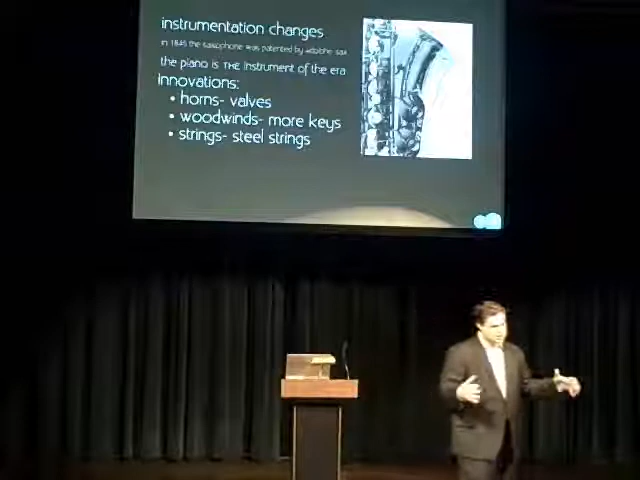 instrumentation changes
in 1845 the saxophone was patented by adolphe sax
the piano is THE instrument of the era
Innovations:
• horns- valves
• woodwinds- more keys
• strings- steel strings